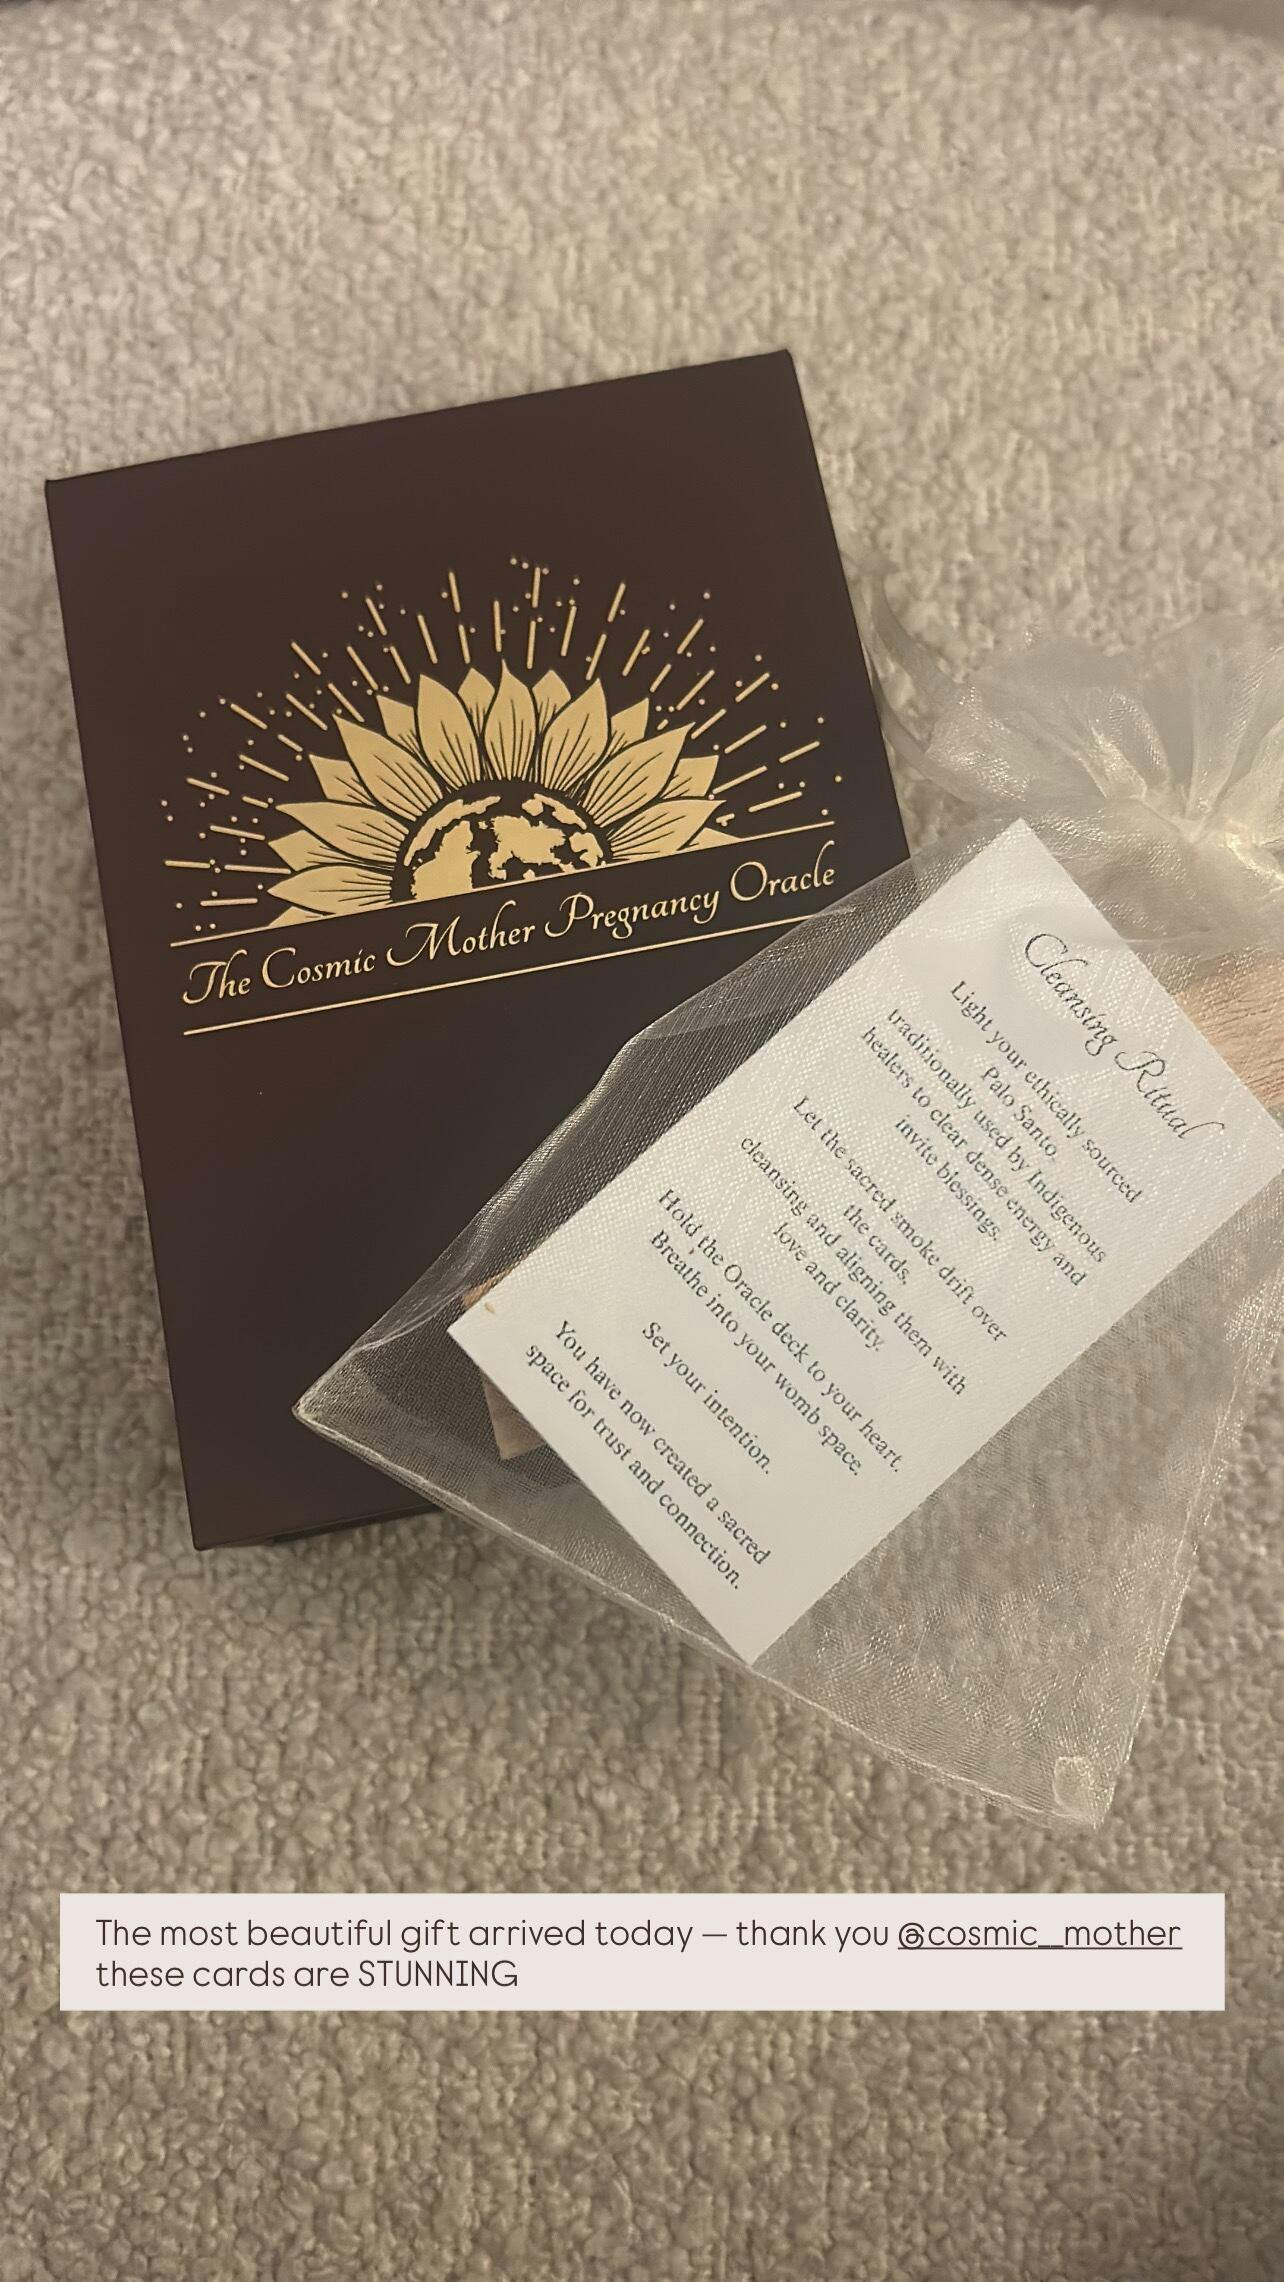 The Cosmic Mother Pregnancy Oracle
Cleansing Ritual
Light your ethically sourced
Palo Santo,
traditionally used by Indigenous
healers to clear dense energy and
invite blessings.
Let the sacred smoke drift over
the cards,
cleansing and aligning them with
love and clarity.
Hold the Oracle deck to your heart.
Breathe into your womb space.
Set your intention.
You have now created a sacred
space for trust and connection.
The most beautiful gift arrived today — thank you @cosmic__mother
these cards are STUNNING